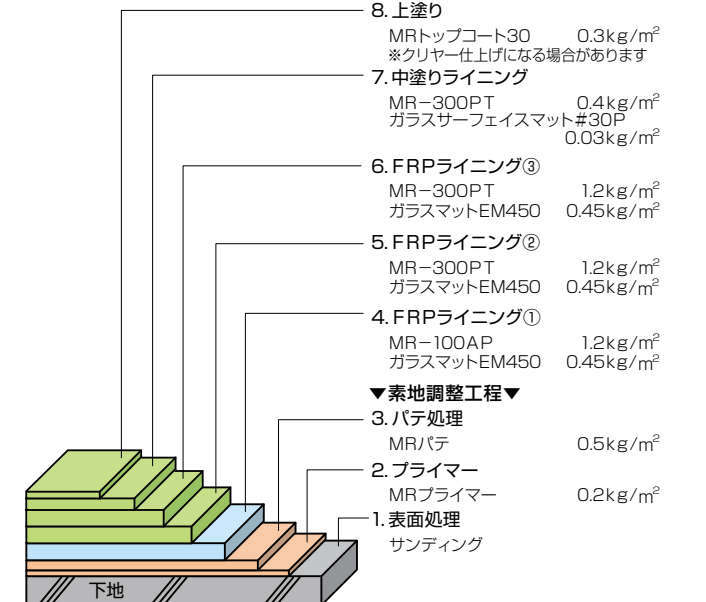 8.上塗り
MRトップコート30 0.3kg/m²
※クリヤー仕上げになる場合があります
7.中塗りライニング
MR−300PT 0.4kg/m²
ガラスサーフェイスマット#30P
0.03kg/m²
6.FRPライニング③
MR−300PT 1.2kg/m²
ガラスマットEM450 0.45kg/m²
5.FRPライニング②
MR−300PT 1.2kg/m²
ガラスマットEM450 0.45kg/m²
4.FRPライニング①
MR−100AP 1.2kg/m²
ガラスマットEM450 0.45kg/m²
▼素地調整工程▼
3.パテ処理
MRパテ 0.5kg/m²
2.プライマー
MRプライマー 0.2kg/m²
1.表面処理
サンディング
下地